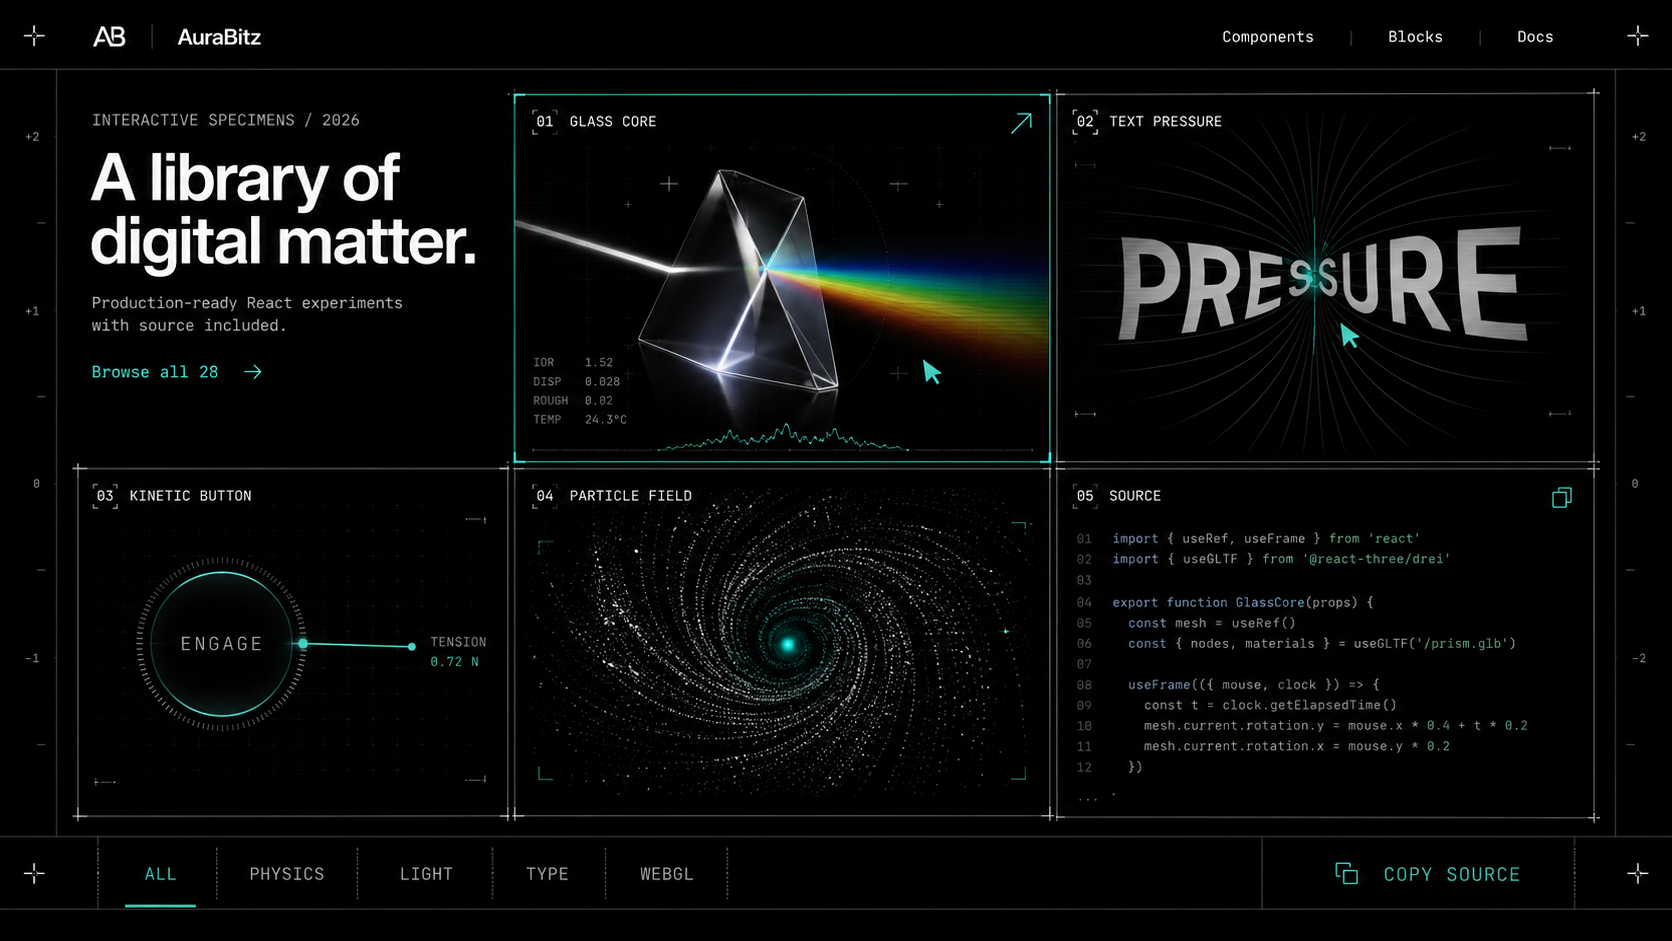 AB
AuraBitz
Components
Blocks
Docs
+2
+1
0
-1
INTERACTIVE SPECIMENS / 2026
A library of
digital matter.
Production-ready React experiments
with source included.
Browse all 28
01 GLASS CORE
IOR 1.52
DISP 0.028
ROUGH 0.02
TEMP 24.3°C
02 TEXT PRESSURE
PRESSURE
+2
+1
0
-2
03 KINETIC BUTTON
ENGAGE
TENSION
0.72 N
04 PARTICLE FIELD
05 SOURCE
01 import { useRef, useFrame } from 'react'
02 import { useGLTF } from '@react-three/drei'
03
04 export function GlassCore(props) {
05 const mesh = useRef()
06 const { nodes, materials } = useGLTF('/prism.glb')
07
08 useFrame(({ mouse, clock }) => {
09 const t = clock.getElapsedTime()
10 mesh.current.rotation.y = mouse.x * 0.4 + t * 0.2
11 mesh.current.rotation.x = mouse.y * 0.2
12 })
...
ALL
PHYSICS
LIGHT
TYPE
WEBGL
COPY SOURCE